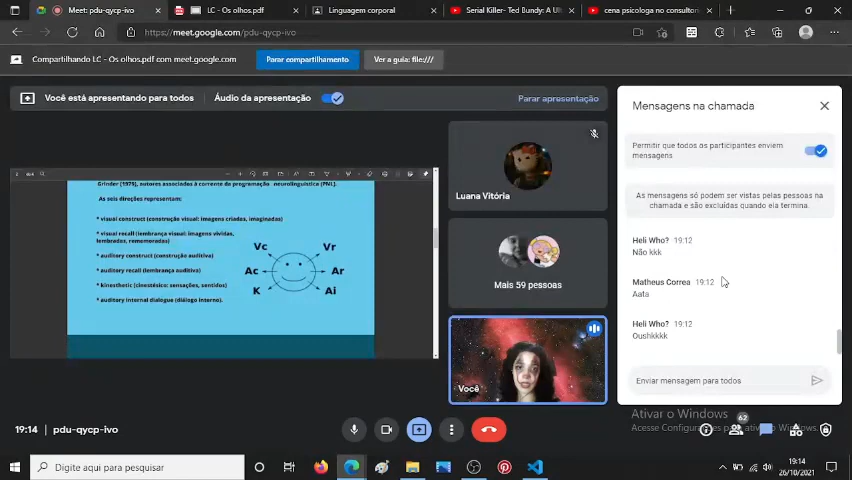 Meet: pdu-qycp-ivo
LC - Os olhos.pdf
Linguagem corporal
Serial Killer- Ted Bundy: A Ul
cena psicologa no consultori
https://meet.google.com/pdu-qycp-ivo
Compartilhando LC - Os olhos.pdf com meet.google.com
Parar compartilhamento
Ver a guia: file:///
Você está apresentando para todos
Áudio da apresentação
Parar apresentação
Grinder [1975], autores associados à corrente da programação neurolinguística (PNL).
As seis direções representam:
* visual construct (construção visual: imagens criadas, imaginadas)
* visual recall (lembrança visual: imagens vividas,
lembradas, rememoradas)
* auditory construct (construção auditiva)
* auditory recall (lembrança auditiva)
* kinesthetic (cinestésico: sensações, sentidos)
* auditory internal dialogue (diálogo interno).
Vc
Vr
Ac
Ar
K
Ai
Luana Vitória
Mais 59 pessoas
Você
Mensagens na chamada
Permitir que todos os participantes enviem
mensagens
As mensagens só podem ser vistas pelas pessoas na
chamada e são excluídas quando ela termina.
Heli Who? 19:12
Não kkk
Matheus Correa 19:12
Aata
Heli Who? 19:12
Oushkkkk
Enviar mensagem para todos
Ativar o Windows
Acesse Configurações para ativar o Windows.
62
19:14
pdu-qycp-ivo
Digite aqui para pesquisar
19:14
26/10/2021